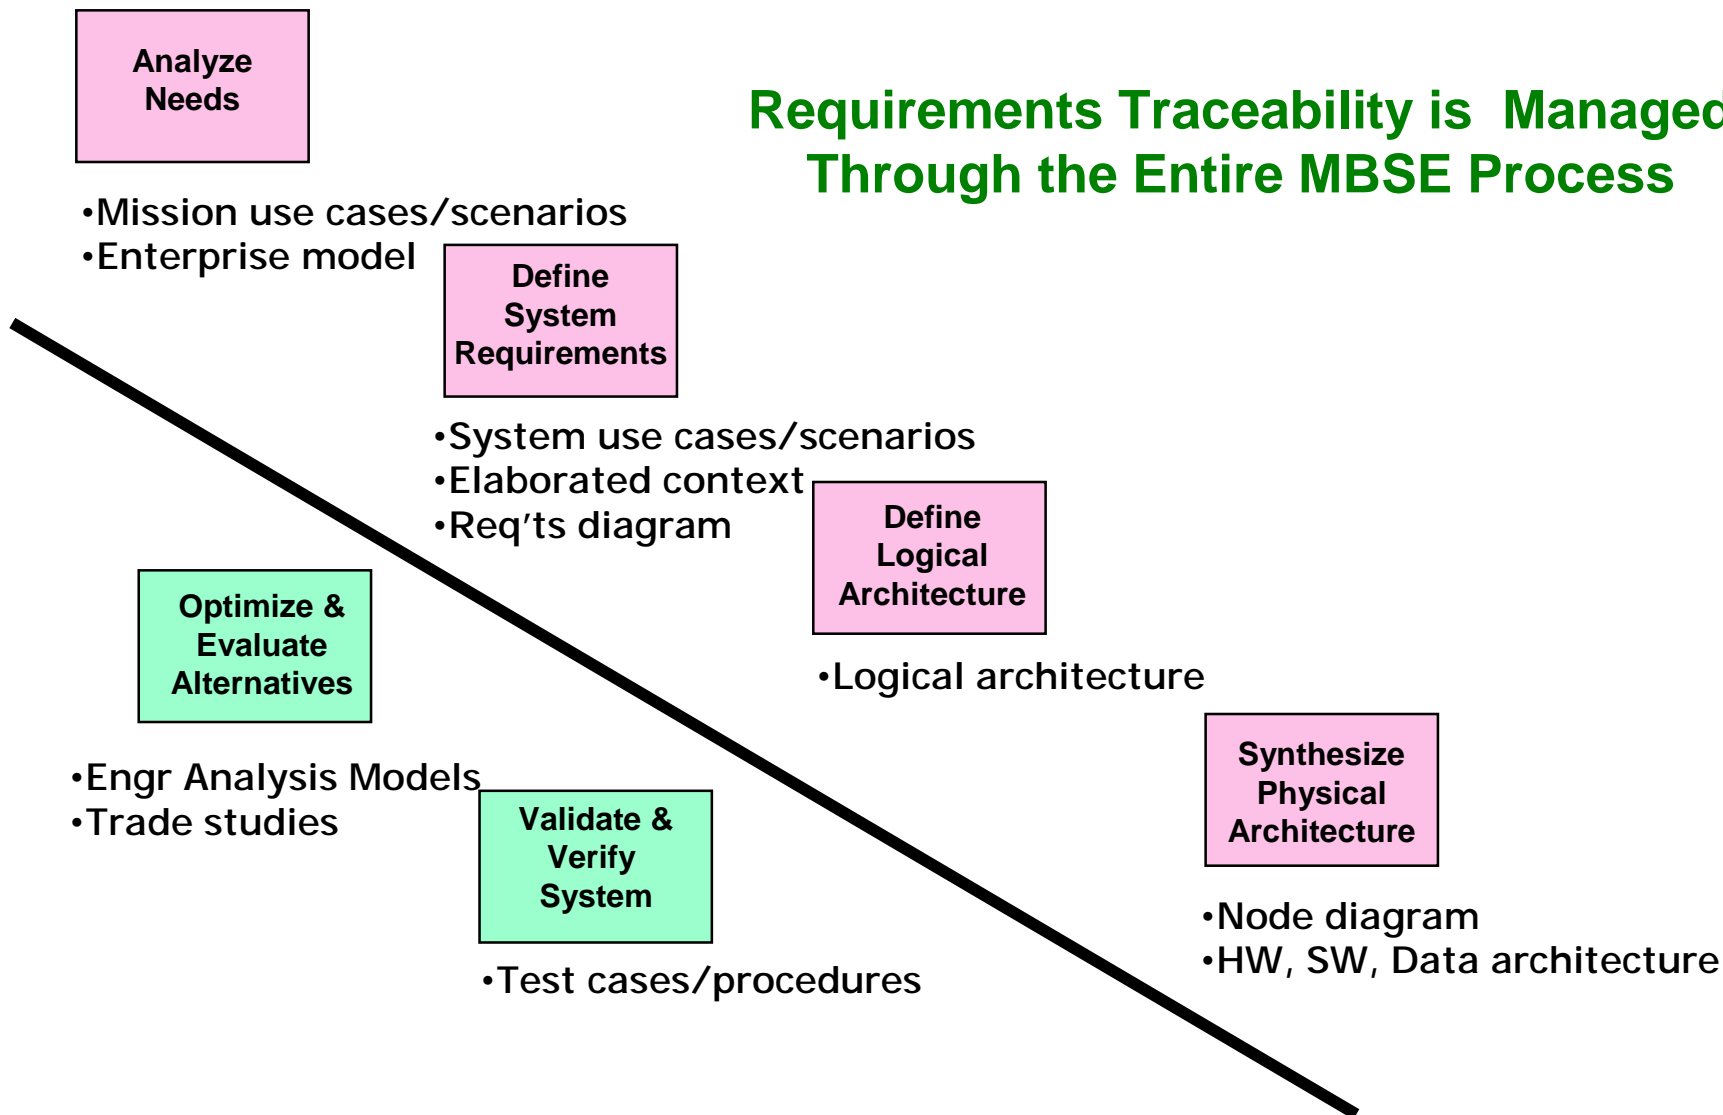 Analyze
Needs
Requirements Traceability is  Managed
Through the Entire MBSE Process
•Mission use cases/scenarios
•Enterprise model
Define
System
Requirements
•System use cases/scenarios
•Elaborated context
•Req’ts diagram
Define
Logical
Architecture
•Logical architecture
Optimize &
Evaluate
Alternatives
•Engr Analysis Models
•Trade studies
Validate &
Verify
System
•Test cases/procedures
Synthesize
Physical
Architecture
•Node diagram
•HW, SW, Data architecture